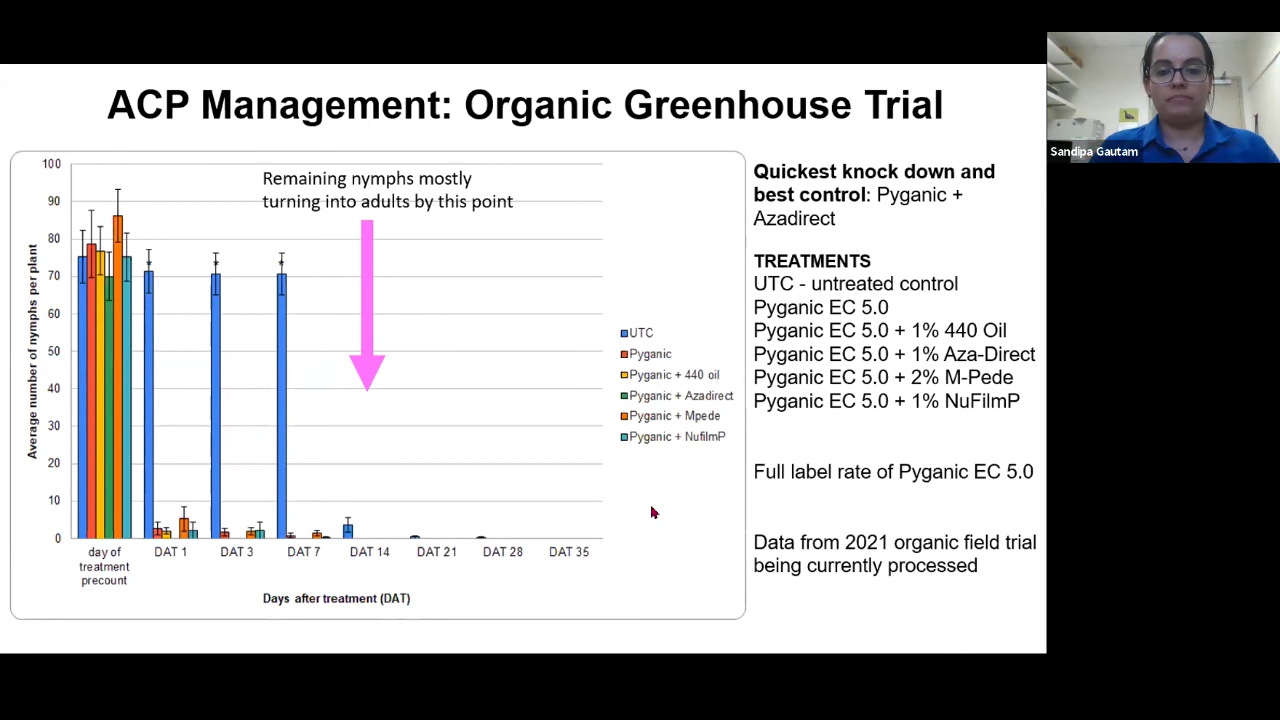 ACP Management: Organic Greenhouse Trial
Sandipa Gautam
100
90
80
70
60
50
40
30
20
10
0
Average number of nymphs per plant
Remaining nymphs mostly
turning into adults by this point
*
*
*
UTC
Pyganic
Pyganic + 440 oil
Pyganic + Azadirect
Pyganic + Mpede
Pyganic + NufilmP
day of
treatment
precount
DAT 1
DAT 3
DAT 7
DAT 14
DAT 21
DAT 28
DAT 35
Days after treatment (DAT)
Quickest knock down and
best control: Pyganic +
Azadirect
TREATMENTS
UTC - untreated control
Pyganic EC 5.0
Pyganic EC 5.0 + 1% 440 Oil
Pyganic EC 5.0 + 1% Aza-Direct
Pyganic EC 5.0 + 2% M-Pede
Pyganic EC 5.0 + 1% NuFilmP
Full label rate of Pyganic EC 5.0
Data from 2021 organic field trial
being currently processed